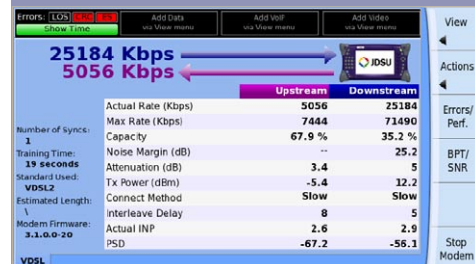 Errors: LOS CRC ES
Show Time
Add Data
via View menu
Add VoIP
via View menu
Add Video
via View menu
View
25184 Kbps
5056 Kbps
JDSU
Actions
Upstream Downstream
Actual Rate (Kbps) 5056 25184
Max Rate (Kbps) 7444 71490
Capacity 67.9 % 35.2 %
Noise Margin (dB) -- 25.2
Attenuation (dB) 3.4 5
Tx Power (dBm) -5.4 12.2
Connect Method Slow Slow
Interleave Delay 8 5
Actual INP 2.6 2.9
PSD -67.2 -56.1
Number of Syncs:
1
Training Time:
19 seconds
Standard Used:
VDSL2
Estimated Length:
\
Modem Firmware:
3.1.0.0-20
VDSL
Errors/
Perf.
BPT/
SNR
Stop
Modem